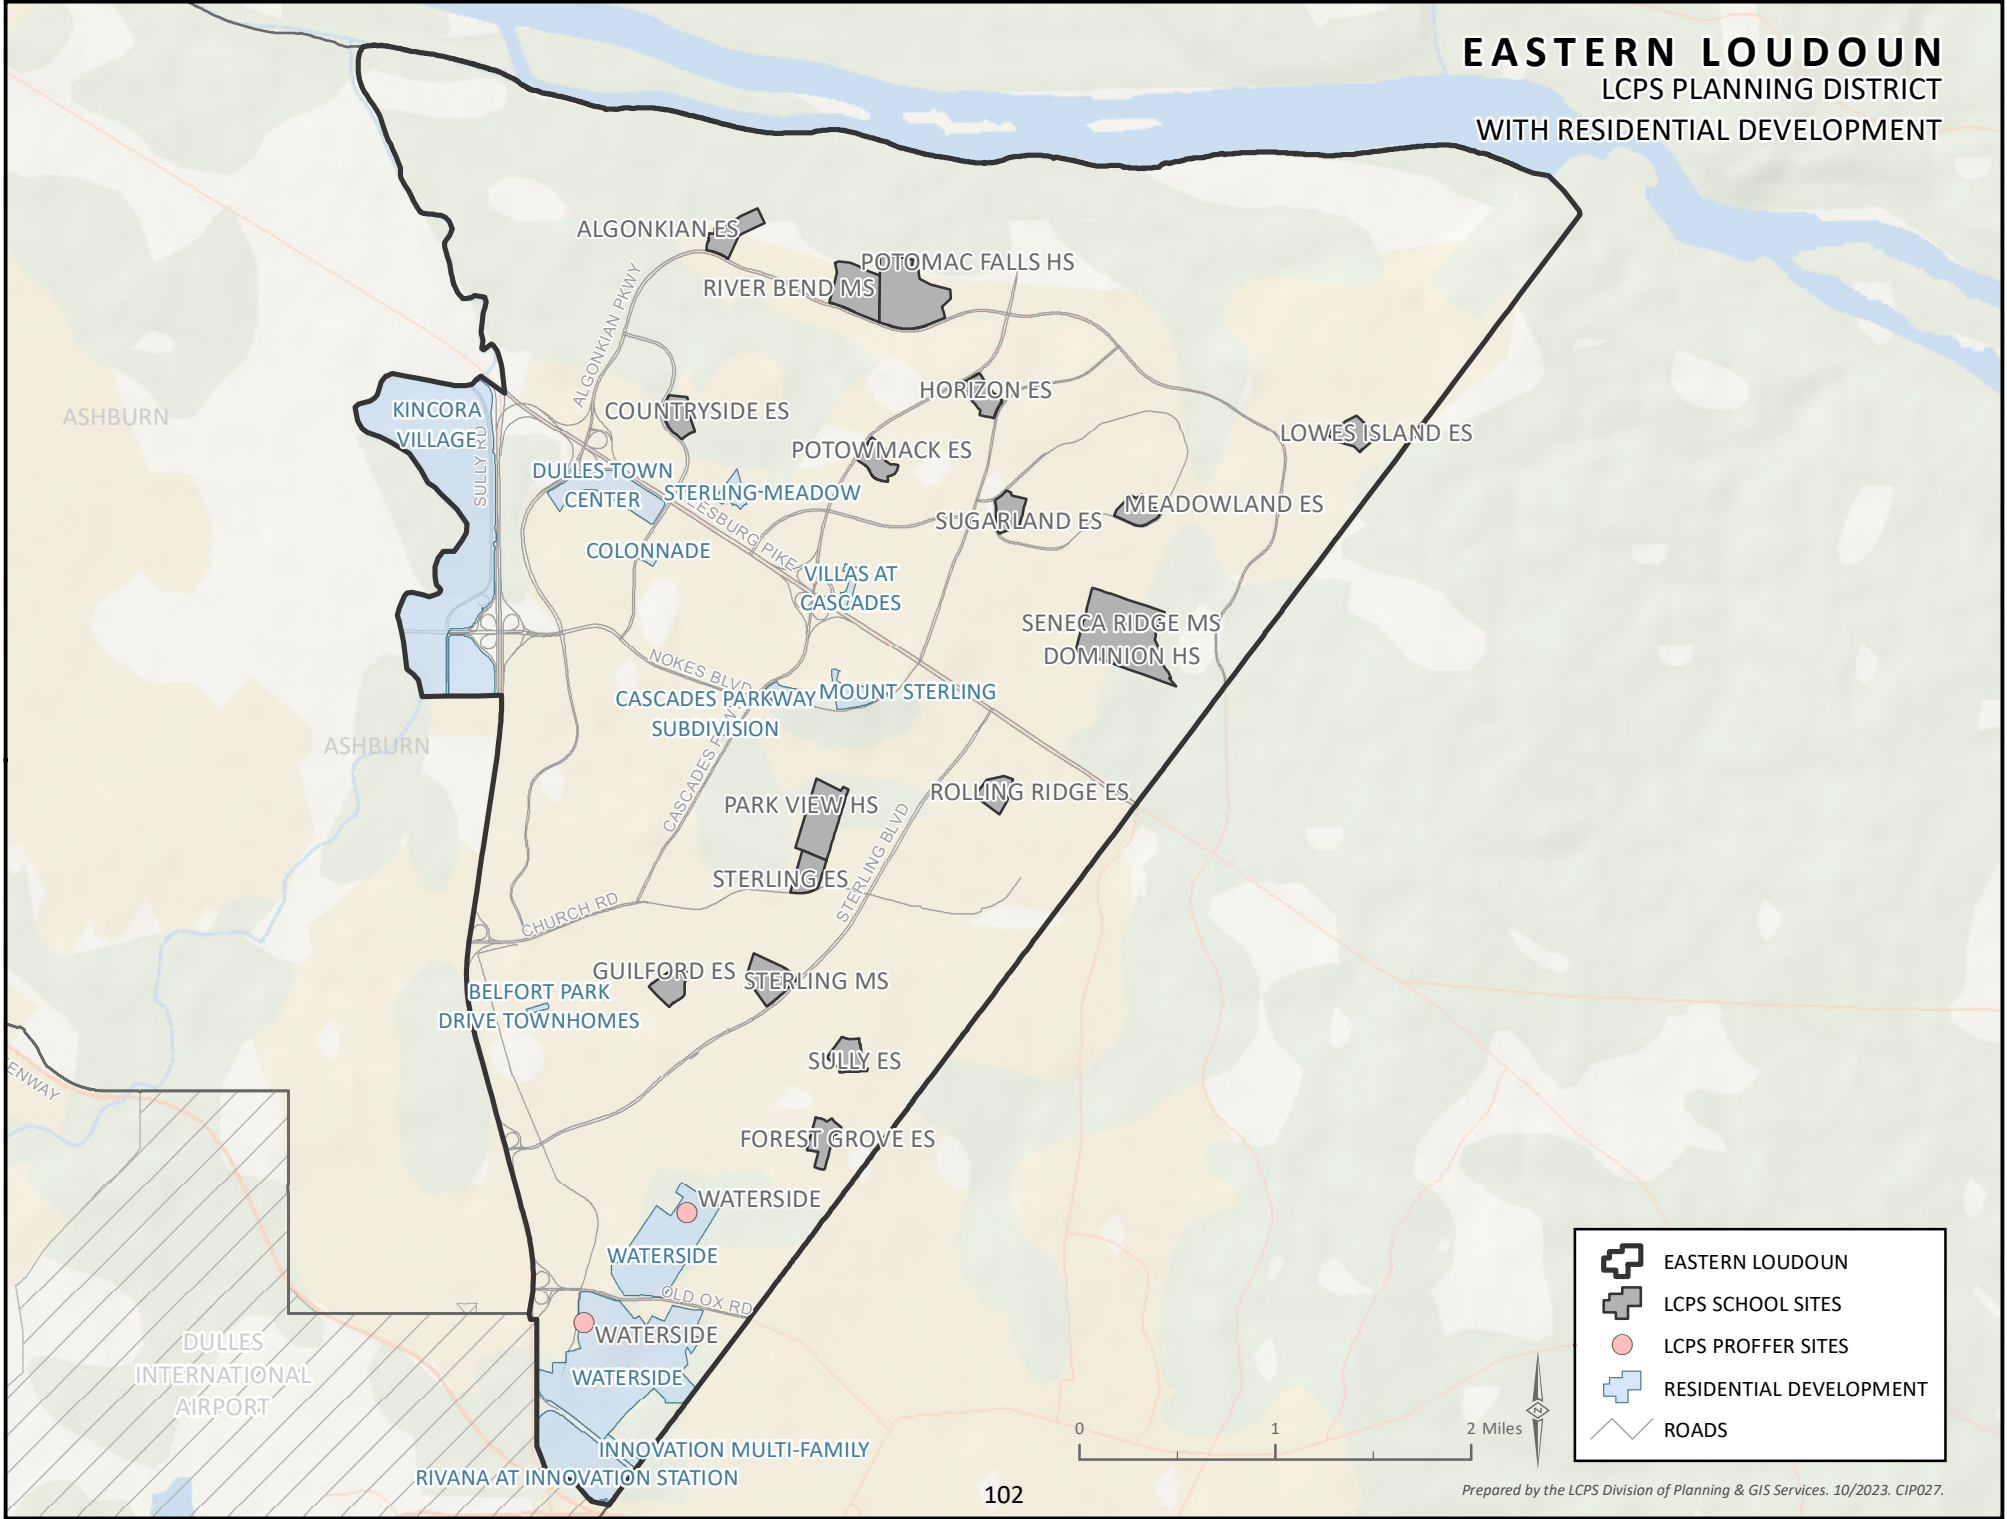 EASTERN LOUDOUN
LCPS PLANNING DISTRICT
WITH RESIDENTIAL DEVELOPMENT
ALGONKIAN ES
POTOMAC FALLS HS
RIVER BEND MS
ALGONKIAN PKWY
HORIZON ES
KINCORA
VILLAGE
COUNTRYSIDE ES
ASHBURN
LOWES ISLAND ES
POTOWMACK ES
SULLY RD
DULLES TOWN
CENTER
STERLING MEADOW
MEADOWLAND ES
SUGARLAND ES
LEESBURG PIKE
COLONNADE
VILLAS AT
CASCADES
SENECA RIDGE MS
DOMINION HS
NOKES BLVD
CASCADES PARKWAY
SUBDIVISION
MOUNT STERLING
ASHBURN
CASCADES
PARK VIEW HS
ROLLING RIDGE ES
STERLING BLVD
STERLING ES
CHURCH RD
GUILFORD ES
STERLING MS
BELFORT PARK
DRIVE TOWNHOMES
SULLY ES
ENWAY
FOREST GROVE ES
WATERSIDE
WATERSIDE
OLD OX RD
WATERSIDE
WATERSIDE
DULLES
INTERNATIONAL
AIRPORT
INNOVATION MULTI-FAMILY
RIVANA AT INNOVATION STATION
EASTERN LOUDOUN
LCPS SCHOOL SITES
LCPS PROFFER SITES
RESIDENTIAL DEVELOPMENT
ROADS
0 1 2 Miles
N
102
Prepared by the LCPS Division of Planning & GIS Services. 10/2023. CIP027.